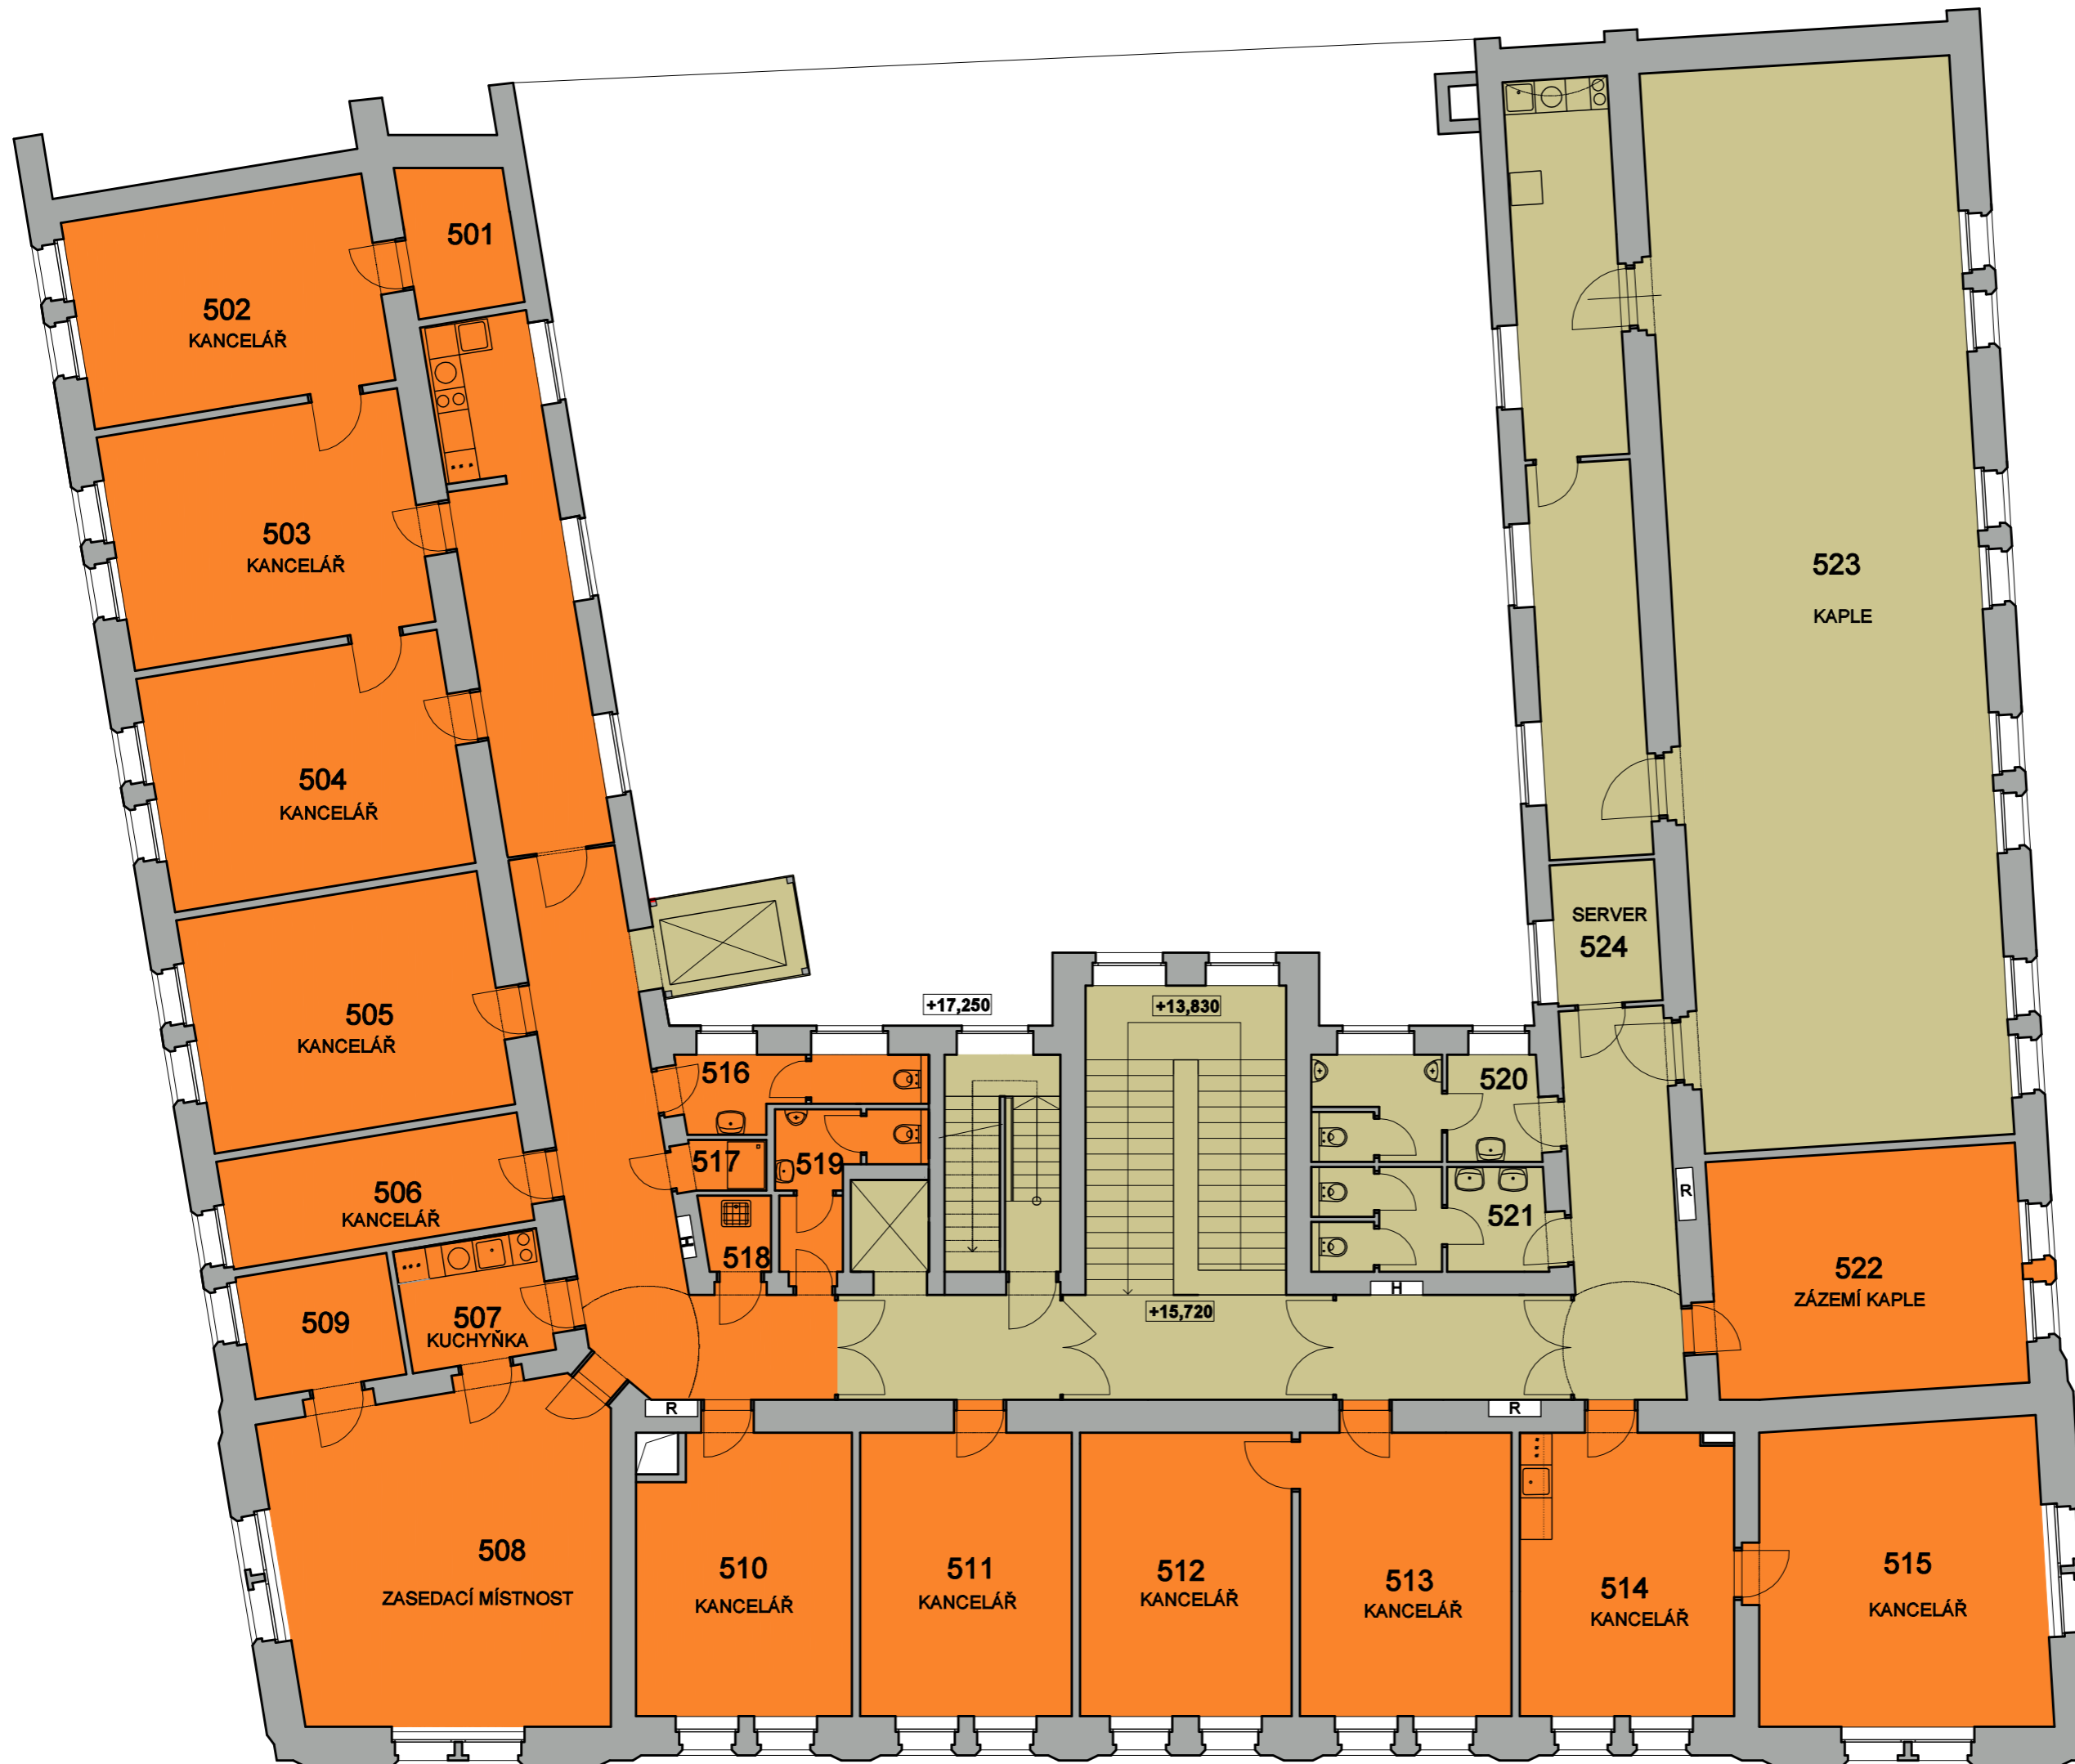 501
502
KANCELÁŘ
503
KANCELÁŘ
523
KAPLE
504
KANCELÁŘ
SERVER
524
505
KANCELÁŘ
+17,250
+13,830
516
520
517
519
506
KANCELÁŘ
R
521
H
518
509
507
KUCHYŇKA
H
+15,720
522
ZÁZEMÍ KAPLE
R
R
508
ZASEDACÍ MÍSTNOST
510
KANCELÁŘ
511
KANCELÁŘ
512
KANCELÁŘ
513
KANCELÁŘ
514
KANCELÁŘ
515
KANCELÁŘ